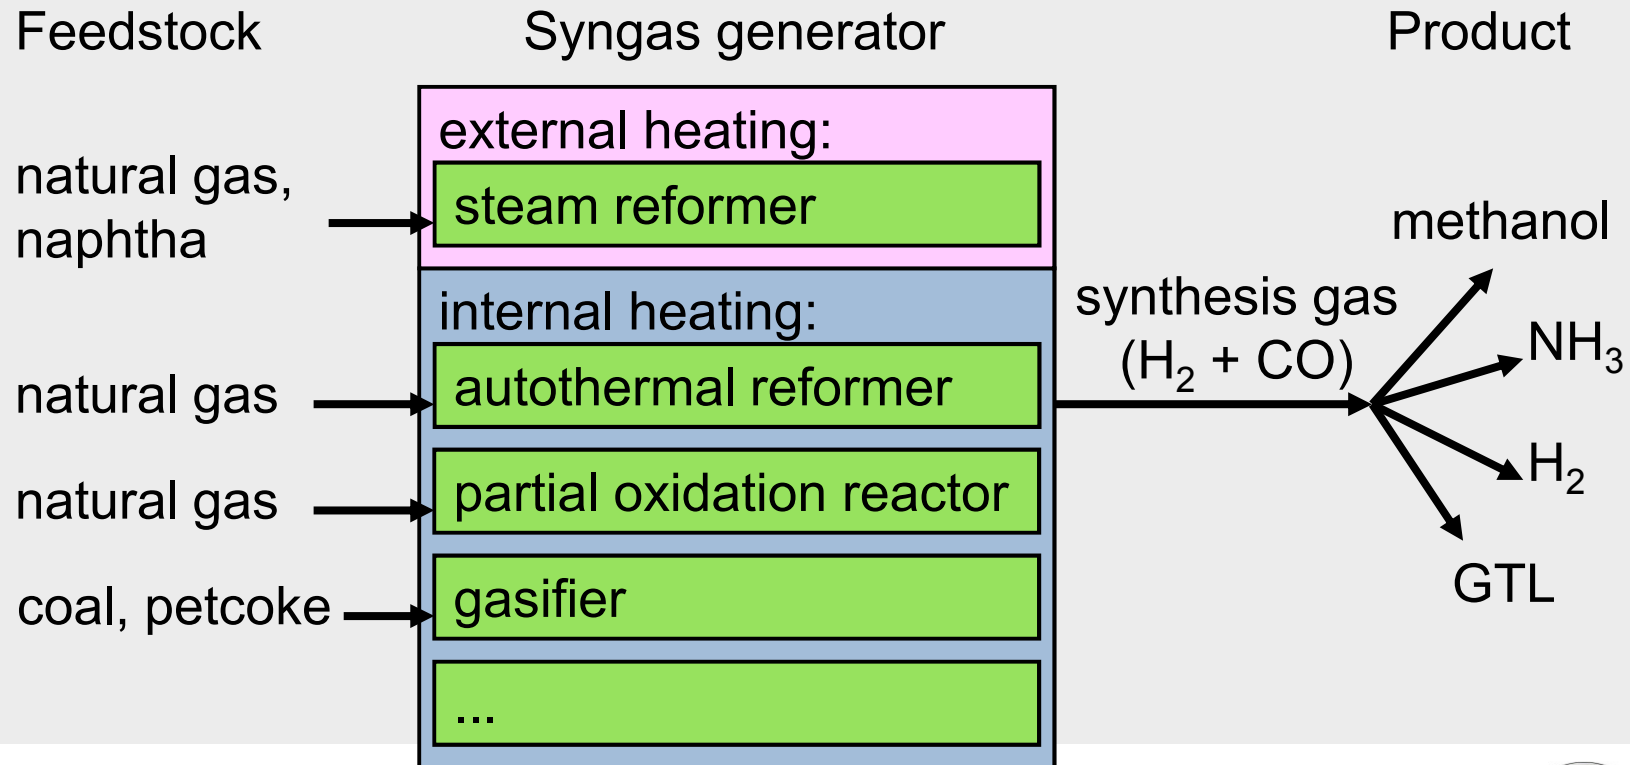 Feedstock
Syngas generator
Product
external heating:
natural gas,
naphtha
steam reformer
internal heating:
natural gas
autothermal reformer
natural gas
partial oxidation reactor
coal, petcoke
gasifier
...
synthesis gas
(H₂ + CO)
methanol
NH₃
H₂
GTL